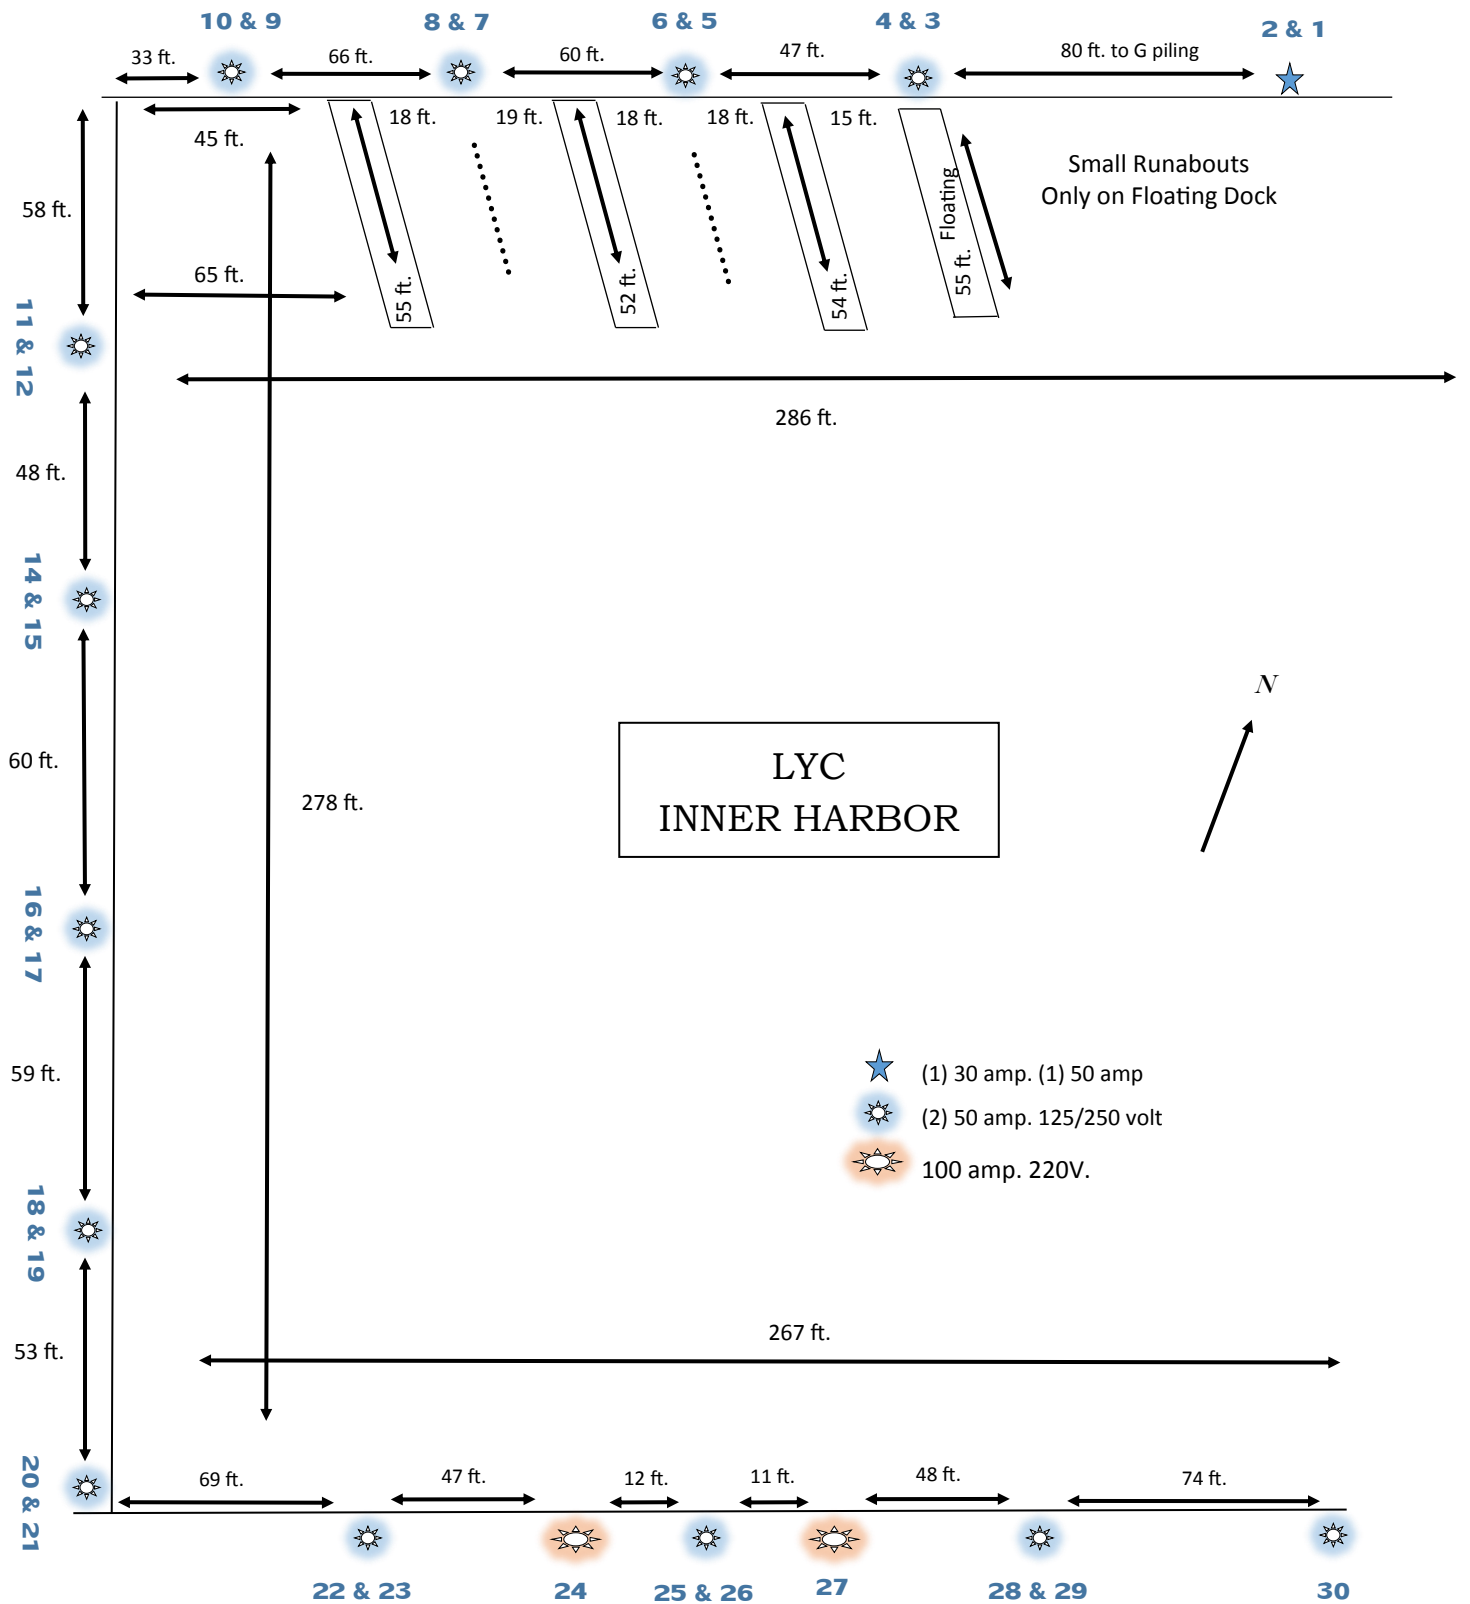 10 & 9
8 & 7
6 & 5
4 & 3
2 & 1
33 ft.
66 ft.
60 ft.
47 ft.
80 ft. to G piling
45 ft.
18 ft.
19 ft.
18 ft.
18 ft.
15 ft.
Small Runabouts
Only on Floating Dock
Floating
58 ft.
65 ft.
55 ft.
52 ft.
54 ft.
55 ft.
11 & 12
286 ft.
48 ft.
14 & 15
N
60 ft.
278 ft.
LYC
INNER HARBOR
16 & 17
59 ft.
(1) 30 amp. (1) 50 amp
(2) 50 amp. 125/250 volt
100 amp. 220V.
18 & 19
267 ft.
53 ft.
20 & 21
69 ft.
47 ft.
12 ft.
11 ft.
48 ft.
74 ft.
22 & 23
24
25 & 26
27
28 & 29
30